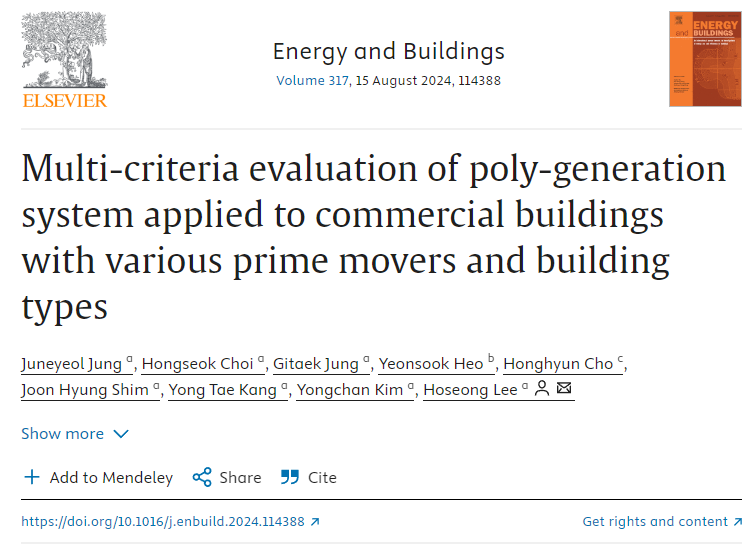 ELSEVIER
Energy and Buildings
Volume 317, 15 August 2024, 114388
ENERGY
and BUILDINGS
Multi-criteria evaluation of poly-generation
system applied to commercial buildings
with various prime movers and building
types
Juneyeol Jung a, Hongseok Choi a, Gitaek Jung a, Yeonsook Heo b, Honghyun Cho c,
Joon Hyung Shim a, Yong Tae Kang a, Yongchan Kim a, Hoseong Lee a
Show more
Add to Mendeley Share Cite
https://doi.org/10.1016/j.enbuild.2024.114388
Get rights and content